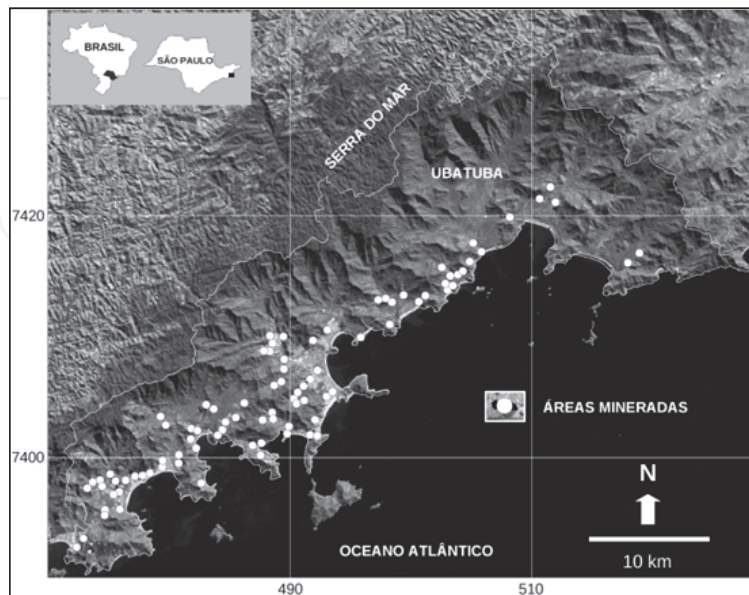 BRASIL
SÃO PAULO
SERRA DO MAR
UBATUBA
7420
ÁREAS MINERADAS
7400
N
10 km
OCEANO ATLÂNTICO
490
510